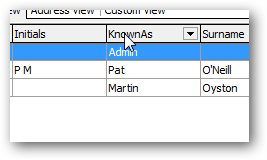 Address View | Custom View
Initials KnownAs Surname
Admin
P M Pat O'Neill
Martin Oyston